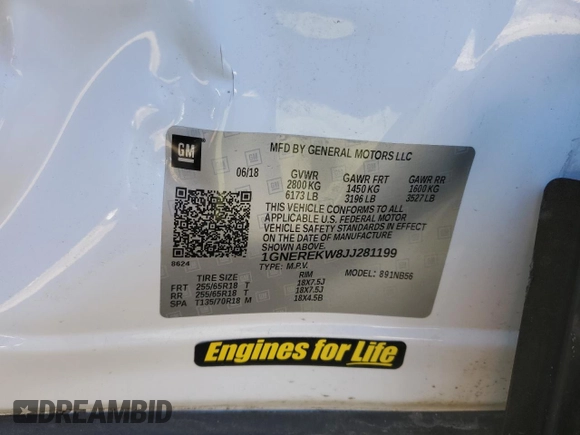 GM
MFD BY GENERAL MOTORS LLC
06/18 GVWR GAWR FRT GAWR RR
2800 KG 1450 KG 1600 KG
6173 LB 3196 LB 3527 LB
THIS VEHICLE CONFORMS TO ALL
APPLICABLE U.S. FEDERAL MOTOR
VEHICLE SAFETY STANDARDS IN EFFECT
ON THE DATE OF MANUFACTURE
SHOWN ABOVE.
1GNEREKW8JJ281199
8624 TYPE: M.P.V. MODEL: 891NB56
TIRE SIZE RIM
FRT 255/65R18 T 18X7.5J
RR 255/65R18 T 18X7.5J
SPA T135/70R18 M 18X4.5B
Engines for Life
DREAMBID